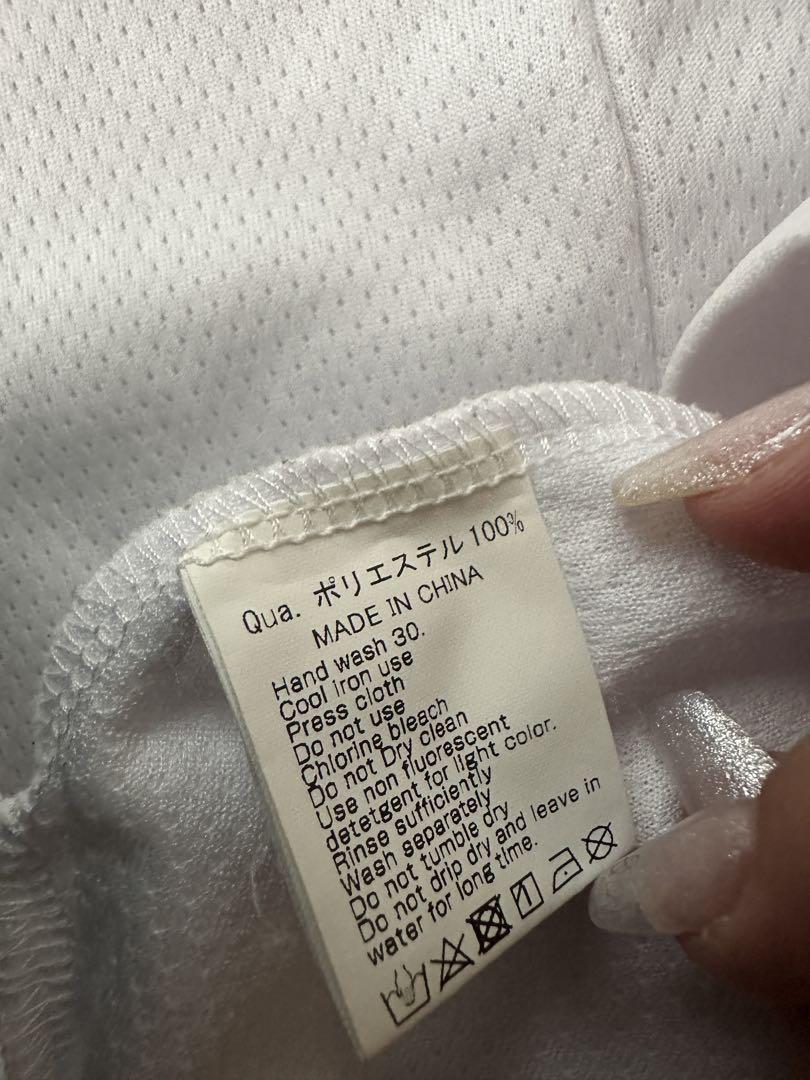 Qua. ポリエステル 100%
MADE IN CHINA
Hand wash 30.
Cool iron use
Press cloth
Do not use
Chlorine bleach
Do not Dry clean
Use non fluorescent
detetgent for light color.
Rinse sufficiently
Wash separately
Do not tumble dry
Do not drip dry and leave in
water for long time.